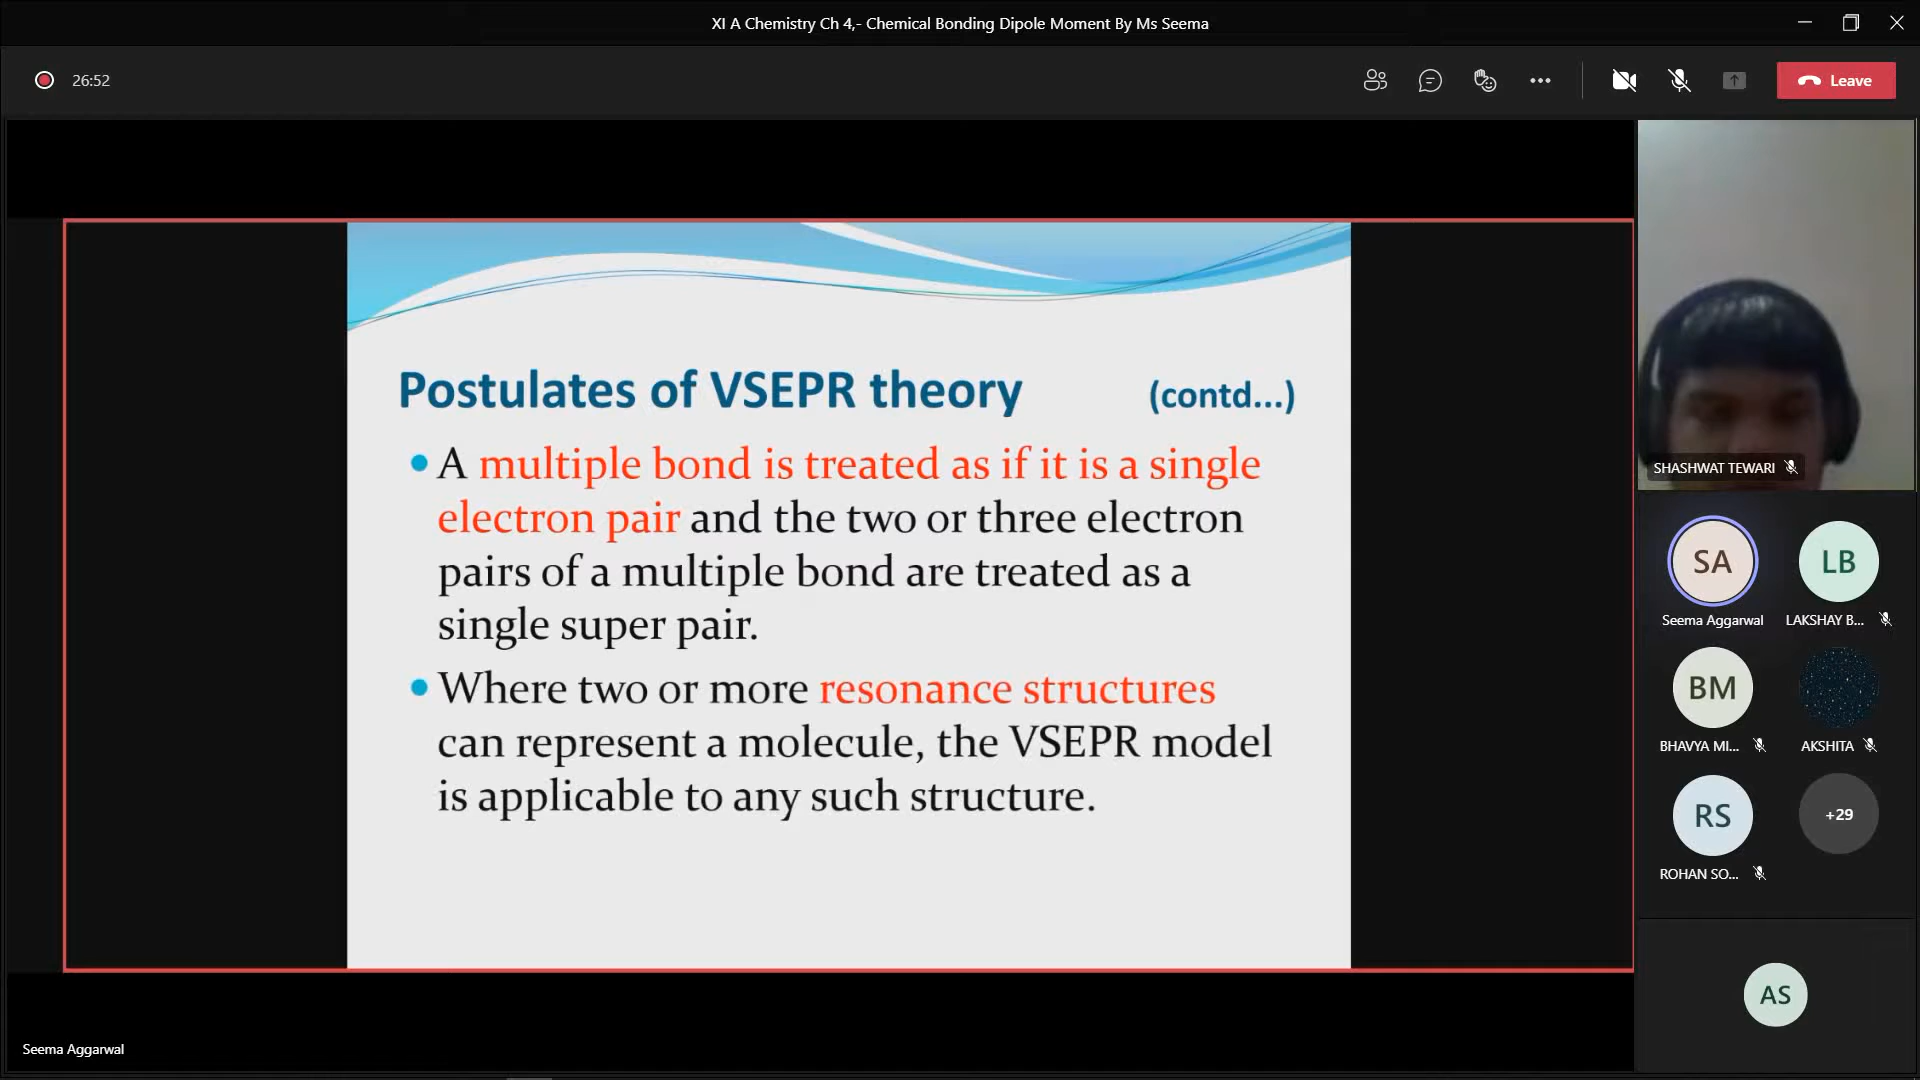 XI A Chemistry Ch 4,- Chemical Bonding Dipole Moment By Ms Seema
26:52
Leave
Postulates of VSEPR theory (contd...)
A multiple bond is treated as if it is a single
electron pair and the two or three electron
pairs of a multiple bond are treated as a
single super pair.
Where two or more resonance structures
can represent a molecule, the VSEPR model
is applicable to any such structure.
SHASHWAT TEWARI
SA
LB
Seema Aggarwal
LAKSHAY B...
BM
BHAVYA MI...
AKSHITA
RS
+29
ROHAN SO...
AS
Seema Aggarwal